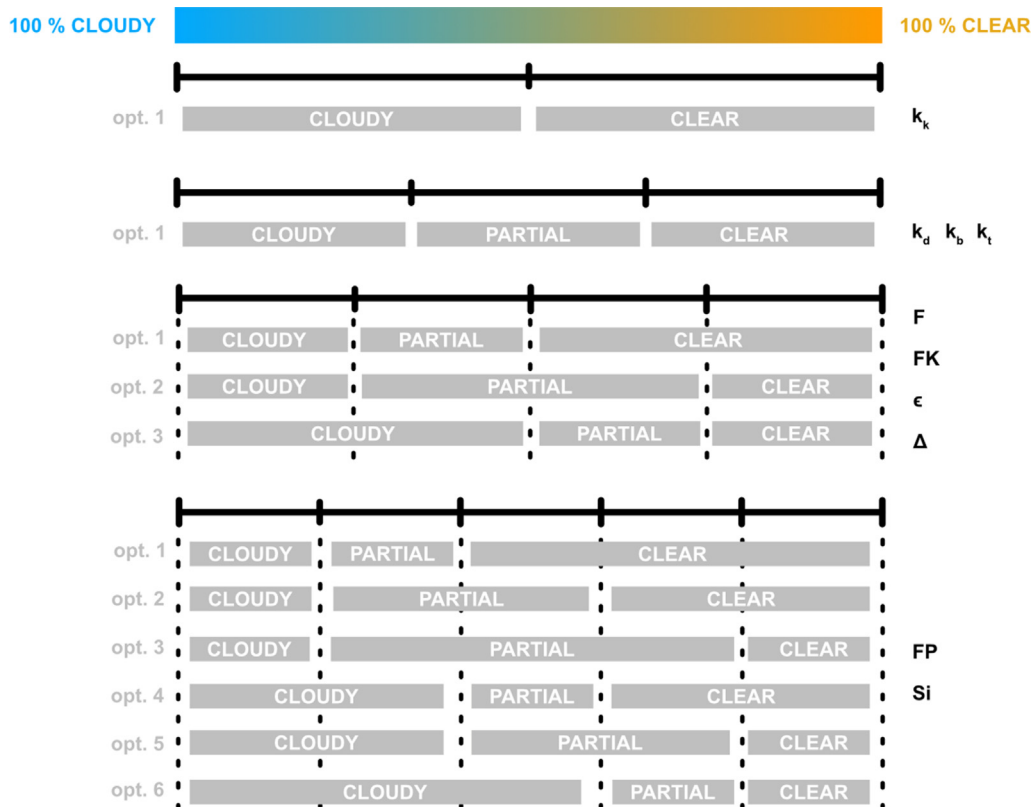 100 % CLOUDY 100 % CLEAR
opt. 1 CLOUDY CLEAR kk
opt. 1 CLOUDY PARTIAL CLEAR kd kb kt
F
opt. 1 CLOUDY PARTIAL CLEAR
FK
opt. 2 CLOUDY PARTIAL CLEAR
ϵ
opt. 3 CLOUDY PARTIAL CLEAR Δ
opt. 1 CLOUDY PARTIAL CLEAR
opt. 2 CLOUDY PARTIAL CLEAR
opt. 3 CLOUDY PARTIAL CLEAR FP
opt. 4 CLOUDY PARTIAL CLEAR Si
opt. 5 CLOUDY PARTIAL CLEAR
opt. 6 CLOUDY PARTIAL CLEAR